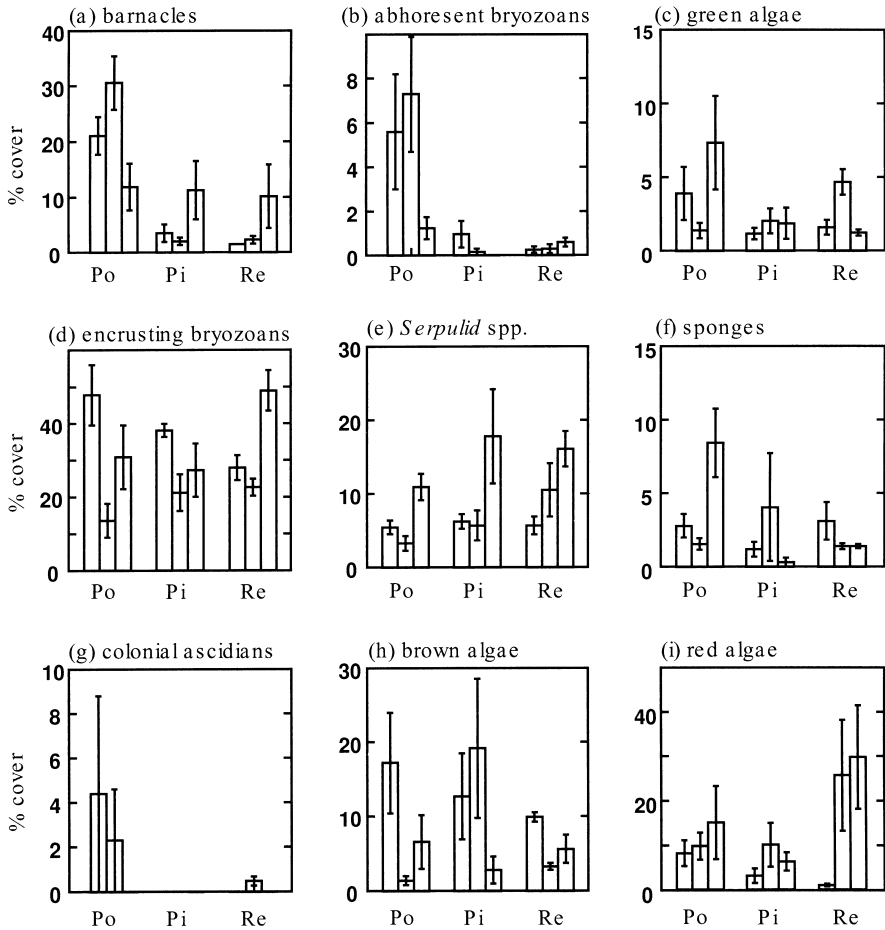 (a) barnacles
(b) abhoresent bryozoans
(c) green algae
% cover
40
30
20
10
0
Po Pi Re
8
6
4
2
0
Po Pi Re
15
10
5
0
Po Pi Re
(d) encrusting bryozoans
(e) Serpulid spp.
(f) sponges
% cover
40
20
0
Po Pi Re
30
20
10
0
Po Pi Re
15
10
5
0
Po Pi Re
(g) colonial ascidians
(h) brown algae
(i) red algae
% cover
10
8
6
4
2
0
Po Pi Re
30
20
10
0
Po Pi Re
40
20
0
Po Pi Re